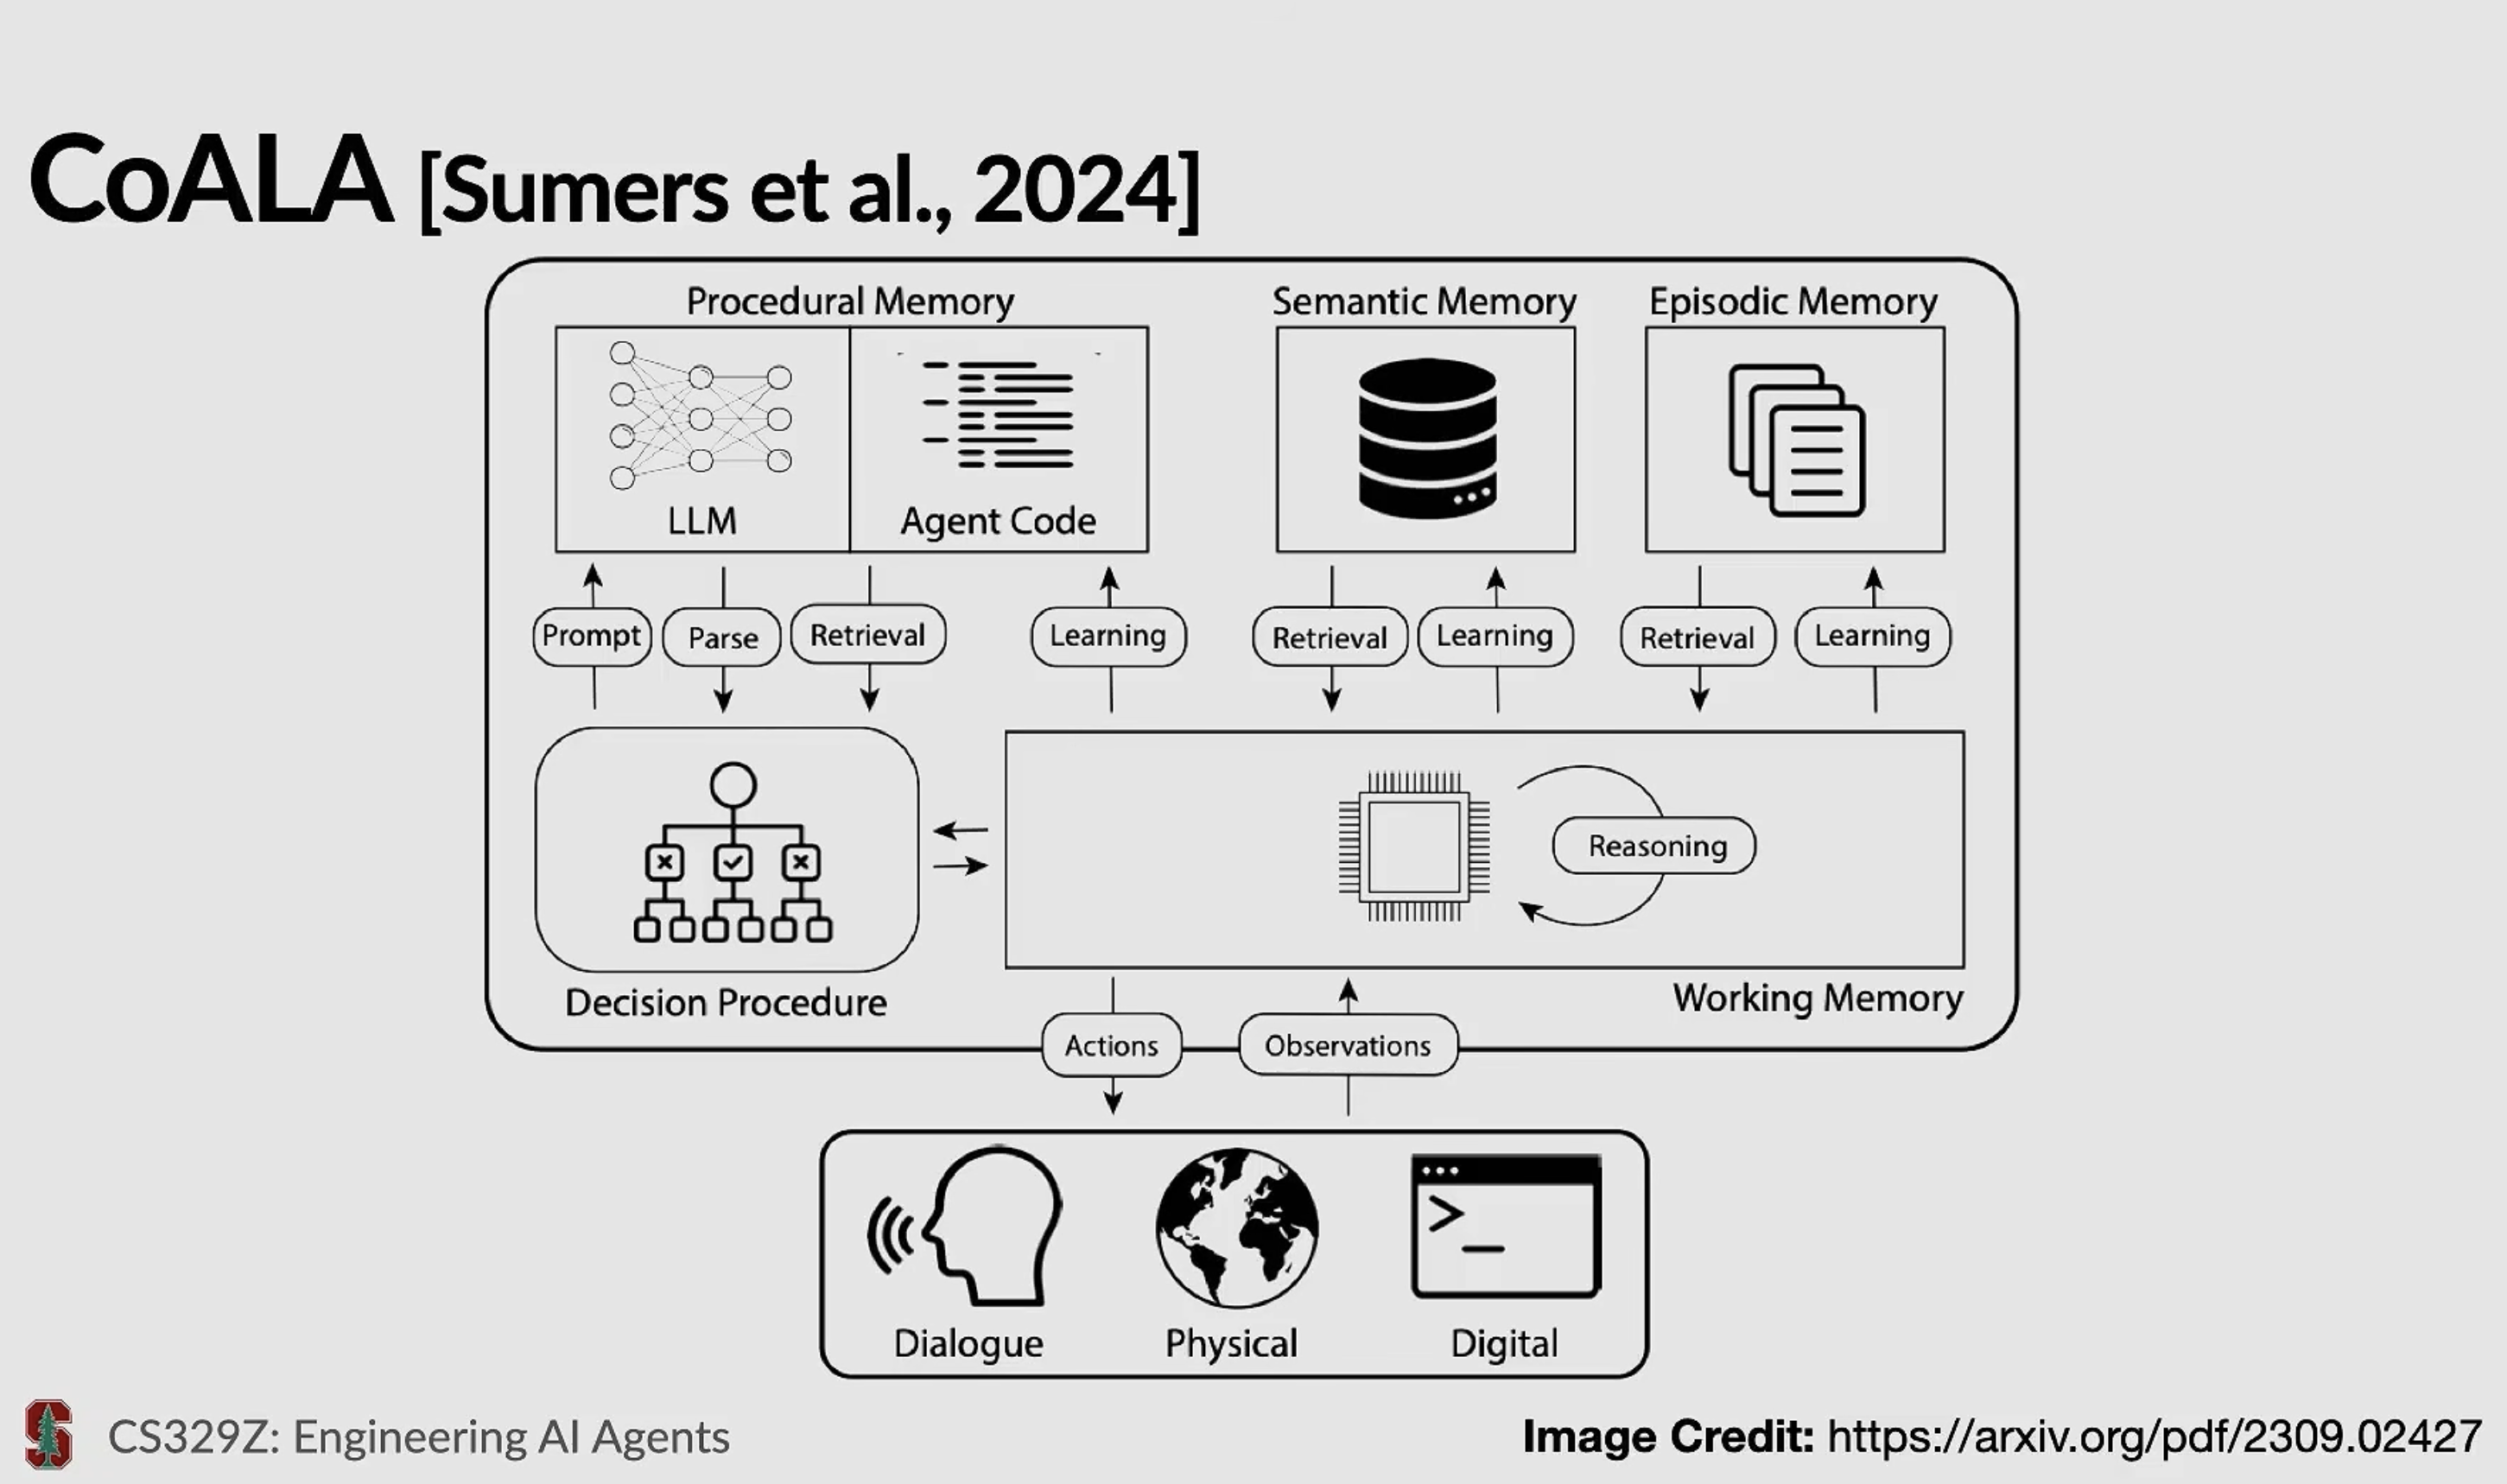 CoALA [Sumers et al., 2024]
Procedural Memory
Semantic Memory
Episodic Memory
LLM
Agent Code
Prompt
Parse
Retrieval
Learning
Retrieval
Learning
Retrieval
Learning
Reasoning
Decision Procedure
Working Memory
Actions
Observations
>_
Dialogue
Physical
Digital
S
CS329Z: Engineering AI Agents
Image Credit: https://arxiv.org/pdf/2309.02427